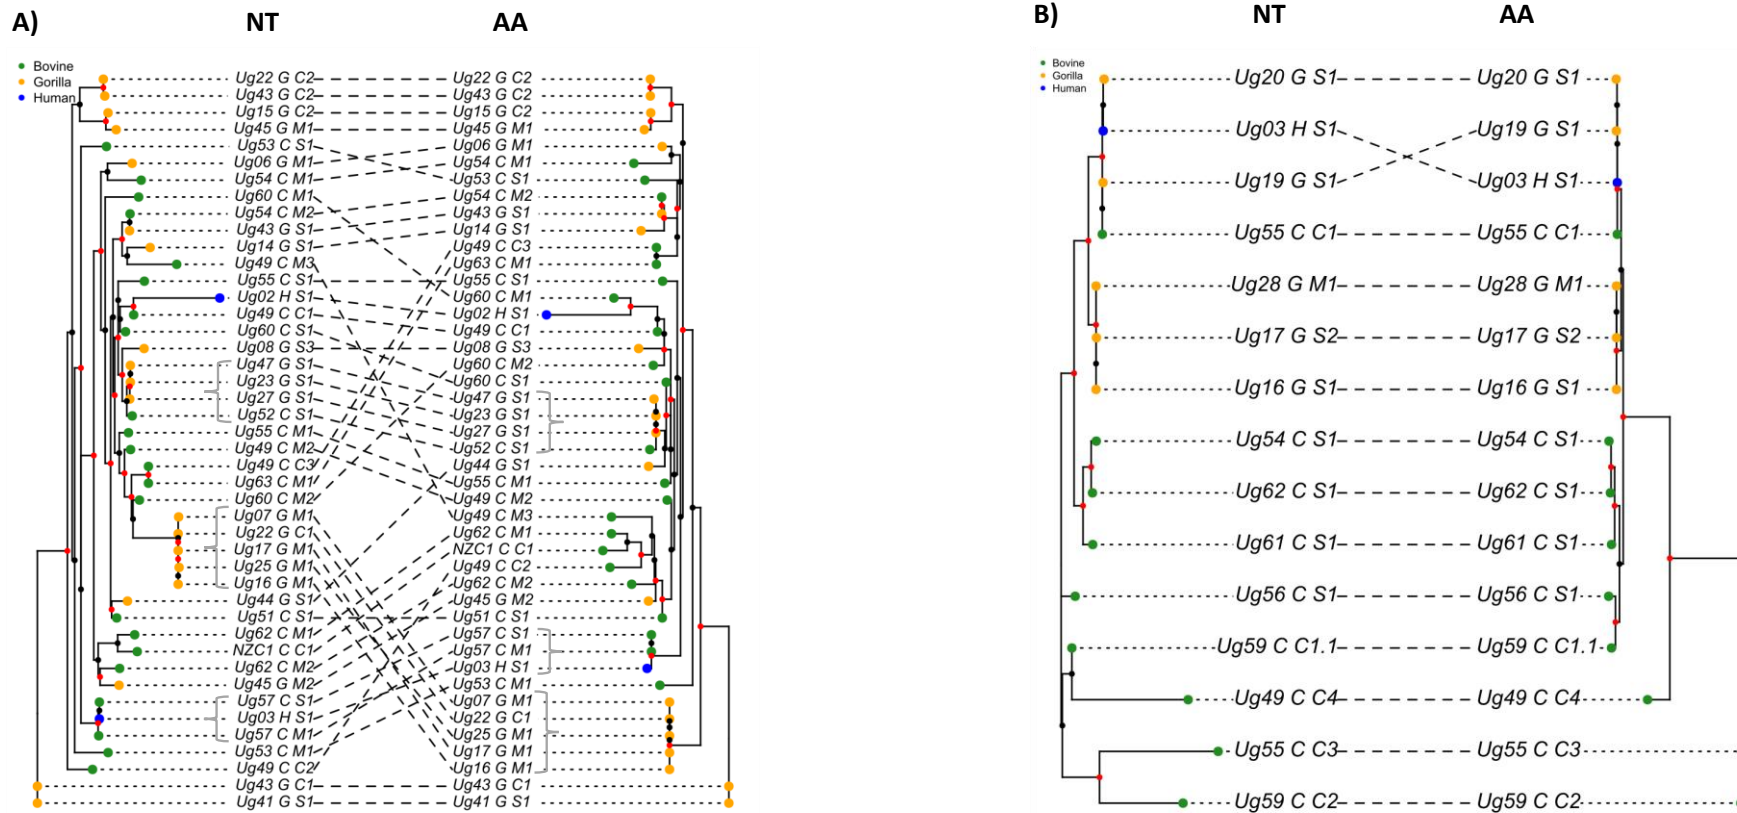 A) NT AA
Bovine
Gorilla
Human
Ug22 G C2 Ug22 G C2
Ug43 G C2 Ug43 G C2
Ug15 G C2 Ug15 G C2
Ug45 G M1 Ug45 G M1
Ug53 C S1 Ug06 G M1
Ug06 G M1 Ug54 C M1
Ug54 C M1 Ug53 C S1
Ug60 C M1 Ug54 C M2
Ug54 C M2 Ug43 G S1
Ug43 G S1 Ug14 G S1
Ug14 G S1 Ug49 C C3
Ug49 C M3 Ug63 C M1
Ug55 C S1 Ug55 C S1
Ug02 H S1 Ug60 C M1
Ug49 C C1 Ug02 H S1
Ug60 C S1 Ug49 C C1
Ug08 G S3 Ug08 G S3
Ug47 G S1 Ug60 C M2
Ug23 G S1 Ug60 C S1
Ug27 G S1 Ug47 G S1
Ug52 C S1 Ug23 G S1
Ug55 C M1 Ug27 G S1
Ug49 C M2 Ug52 C S1
Ug49 C C3 Ug44 G S1
Ug63 C M1 Ug55 C M1
Ug60 C M2 Ug49 C M2
Ug07 G M1 Ug49 C M3
Ug22 G C1 Ug62 C M1
Ug17 G M1 NZC1 C C1
Ug25 G M1 Ug49 C C2
Ug16 G M1 Ug62 C M2
Ug44 G S1 Ug45 G M2
Ug51 C S1 Ug51 C S1
Ug62 C M1 Ug57 C S1
NZC1 C C1 Ug57 C M1
Ug62 C M2 Ug03 H S1
Ug45 G M2 Ug53 C M1
Ug57 C S1 Ug07 G M1
Ug03 H S1 Ug22 G C1
Ug57 C M1 Ug25 G M1
Ug53 C M1 Ug17 G M1
Ug49 C C2 Ug16 G M1
Ug43 G C1 Ug43 G C1
Ug41 G S1 Ug41 G S1
B) NT AA
Bovine
Gorilla
Human
Ug20 G S1 Ug20 G S1
Ug03 H S1 Ug19 G S1
Ug19 G S1 Ug03 H S1
Ug55 C C1 Ug55 C C1
Ug28 G M1 Ug28 G M1
Ug17 G S2 Ug17 G S2
Ug16 G S1 Ug16 G S1
Ug54 C S1 Ug54 C S1
Ug62 C S1 Ug62 C S1
Ug61 C S1 Ug61 C S1
Ug56 C S1 Ug56 C S1
Ug59 C C1.1 Ug59 C C1.1
Ug49 C C4 Ug49 C C4
Ug55 C C3 Ug55 C C3
Ug59 C C2 Ug59 C C2